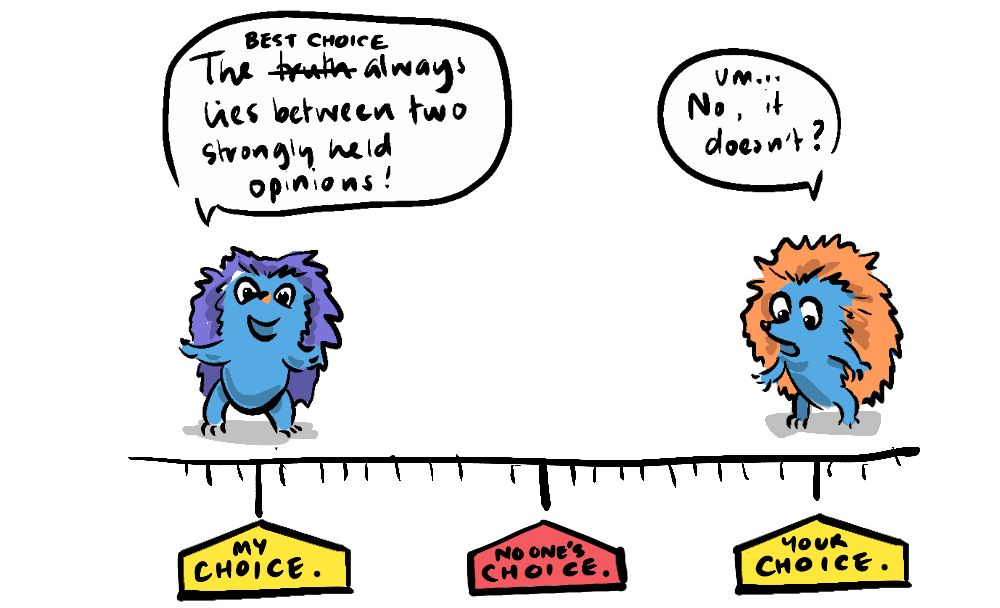 BEST CHOICE
The truth always
lies between two
strongly held
opinions!
UM...
No, it
doesn't?
MY
CHOICE.
NO ONE'S
CHOICE.
YOUR
CHOICE.